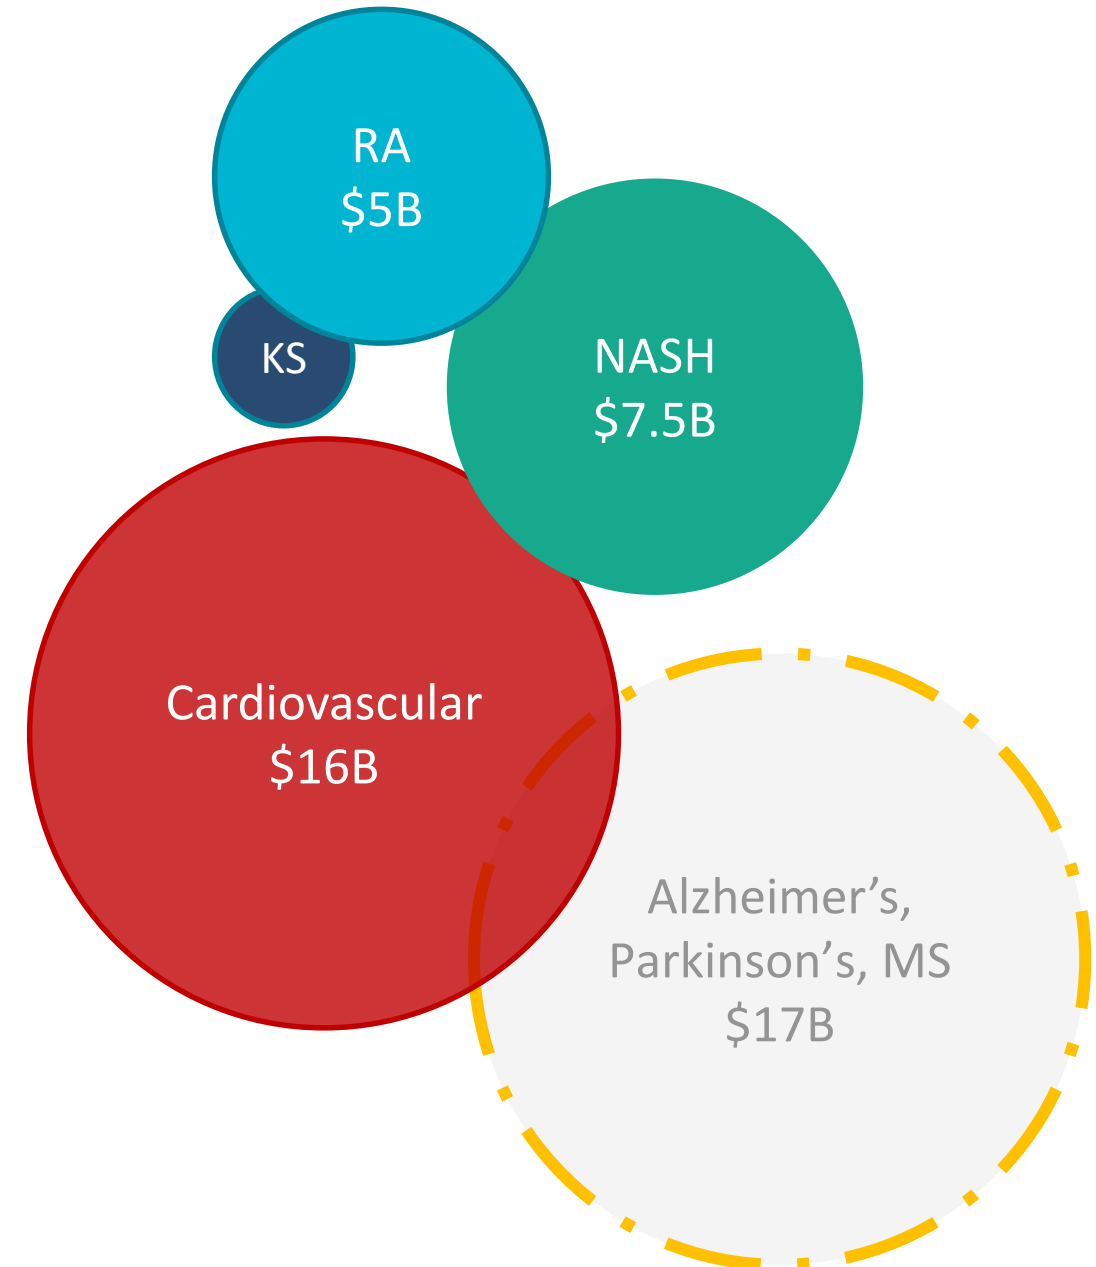 RA
$5B
KS
NASH
$7.5B
Cardiovascular
$16B
Alzheimer’s,
Parkinson’s, MS
$17B